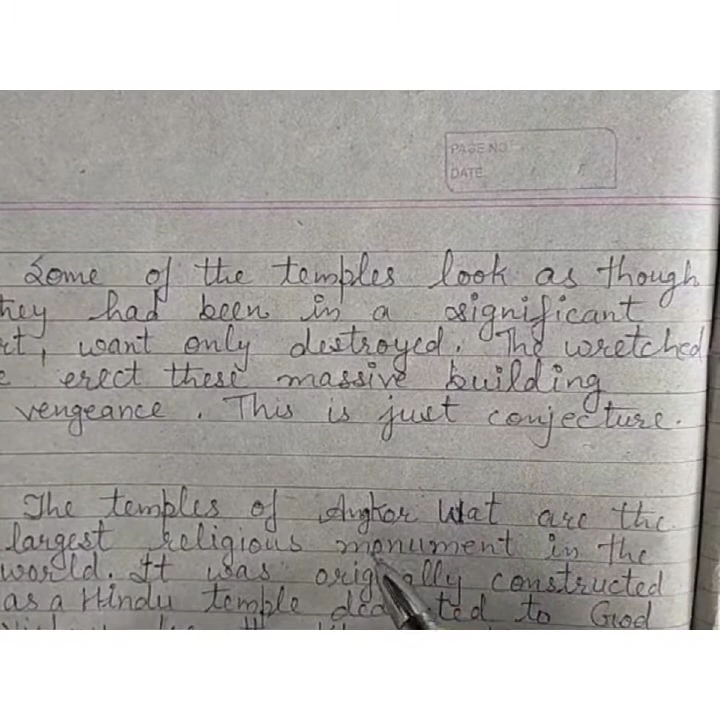 PAGE NO
DATE
Some of the temples look as though
they had been in a significant
want only destroyed. The wretched
erect these massive building
vengeance. This is just conjecture.
The temples of Angkor Wat are the
largest religious monument in the
world. It was originally constructed
as a Hindu temple dedicated to God